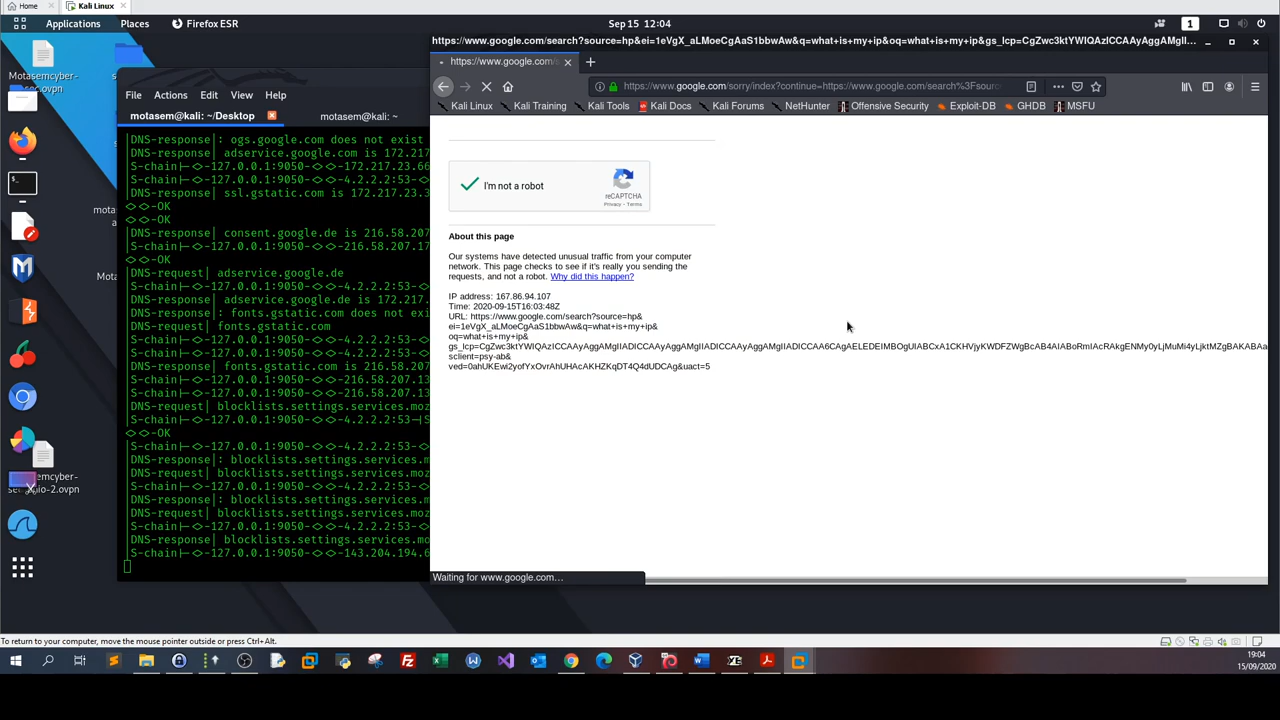 Home
Kali Linux
Applications
Places
Firefox ESR
Sep 15 12:04
1
Motasemcyber-
sec.ovpn
File Actions Edit View Help
motasem@kali: ~/Desktop
motasem@kali: ~
|DNS-response|: ogs.google.com does not exist
|DNS-response| adservice.google.com is 172.217
|S-chain|-<>-127.0.0.1:9050-<><>-172.217.23.66
|S-chain|-<>-127.0.0.1:9050-<><>-4.2.2.2:53-<>
|DNS-response| ssl.gstatic.com is 172.217.23.3
<><>-OK
<><>-OK
|DNS-response| consent.google.de is 216.58.207
|S-chain|-<>-127.0.0.1:9050-<><>-216.58.207.17
<><>-OK
|DNS-request| adservice.google.de
|S-chain|-<>-127.0.0.1:9050-<><>-4.2.2.2:53-<>
|DNS-response| adservice.google.de is 172.217.
|DNS-response|: fonts.gstatic.com does not exi
|DNS-request| fonts.gstatic.com
|S-chain|-<>-127.0.0.1:9050-<><>-4.2.2.2:53-<>
|S-chain|-<>-127.0.0.1:9050-<><>-4.2.2.2:53-<>
|DNS-response| fonts.gstatic.com is 216.58.207
|S-chain|-<>-127.0.0.1:9050-<><>-216.58.207.13
|S-chain|-<>-127.0.0.1:9050-<><>-216.58.207.13
|DNS-request| blocklists.settings.services.moz
|S-chain|-<>-127.0.0.1:9050-<><>-4.2.2.2:53-|S
<><>-OK
|S-chain|-<>-127.0.0.1:9050-<><>-4.2.2.2:53-<>
|DNS-response|: blocklists.settings.services.m
|DNS-request| blocklists.settings.services.moz
|S-chain|-<>-127.0.0.1:9050-<><>-4.2.2.2:53-<>
|DNS-response|: blocklists.settings.services.m
|DNS-request| blocklists.settings.services.moz
|S-chain|-<>-127.0.0.1:9050-<><>-4.2.2.2:53-<>
|DNS-response| blocklists.settings.services.mo
|S-chain|-<>-127.0.0.1:9050-<><>-143.204.194.6
https://www.google.com/search?source=hp&ei=1eVgX_aLMoeCgAaS1bbwAw&q=what+is+my+ip&oq=what+is+my+ip&gs_lcp=CgZwc3ktYWIQAzICCAAyAggAMgII...
https://www.google.com/s
https://www.google.com/sorry/index?continue=https://www.google.com/search%3Fsourc
Kali Linux
Kali Training
Kali Tools
Kali Docs
Kali Forums
NetHunter
Offensive Security
Exploit-DB
GHDB
MSFU
I'm not a robot
reCAPTCHA
Privacy - Terms
About this page
Our systems have detected unusual traffic from your computer
network. This page checks to see if it's really you sending the
requests, and not a robot. Why did this happen?
IP address: 167.86.94.107
Time: 2020-09-15T16:03:48Z
URL: https://www.google.com/search?source=hp&
ei=1eVgX_aLMoeCgAaS1bbwAw&q=what+is+my+ip&
oq=what+is+my+ip&
sclient=psy-ab&
ved=0ahUKEwi2yofYxOvrAhUHAcAKHZKqDT4Q4dUDCAg&uact=5
Waiting for www.google.com…
To return to your computer, move the mouse pointer outside or press Ctrl+Alt.
19:04
15/09/2020